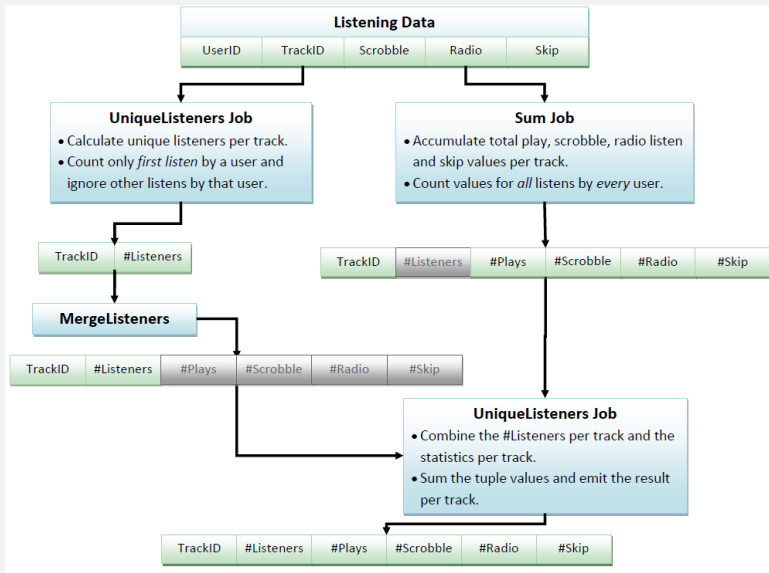 Listening Data
UserID TrackID Scrobble Radio Skip
UniqueListeners Job
• Calculate unique listeners per track.
• Count only first listen by a user and
ignore other listens by that user.
Sum Job
• Accumulate total play, scrobble, radio listen
and skip values per track.
• Count values for all listens by every user.
TrackID #Listeners
TrackID #Listeners #Plays #Scrobble #Radio #Skip
MergeListeners
TrackID #Listeners #Plays #Scrobble #Radio #Skip
UniqueListeners Job
• Combine the #Listeners per track and the
statistics per track.
• Sum the tuple values and emit the result
per track.
TrackID #Listeners #Plays #Scrobble #Radio #Skip